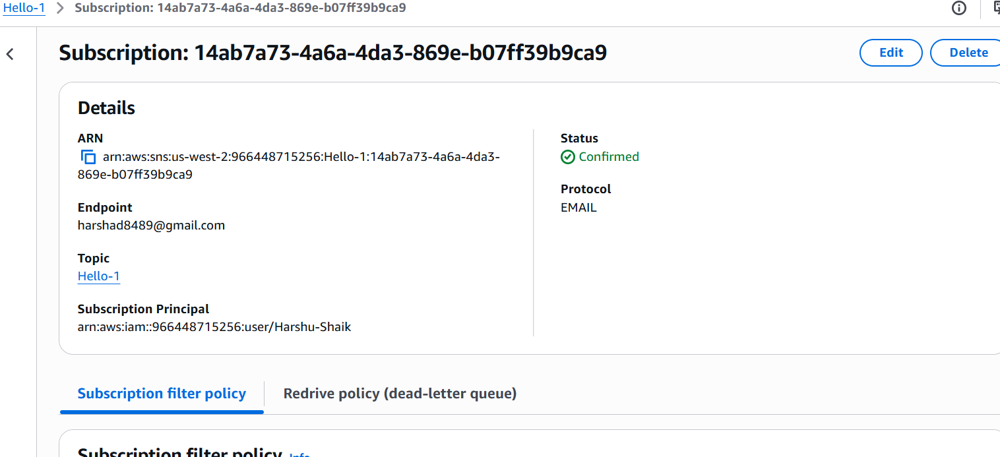 Hello-1 > Subscription: 14ab7a73-4a6a-4da3-869e-b07ff39b9ca9
Subscription: 14ab7a73-4a6a-4da3-869e-b07ff39b9ca9
Edit
Delete
Details
ARN
arn:aws:sns:us-west-2:966448715256:Hello-1:14ab7a73-4a6a-4da3-
869e-b07ff39b9ca9
Endpoint
harshad8489@gmail.com
Topic
Hello-1
Subscription Principal
arn:aws:iam::966448715256:user/Harshu-Shaik
Status
Confirmed
Protocol
EMAIL
Subscription filter policy
Redrive policy (dead-letter queue)
Subscription filter policy Info